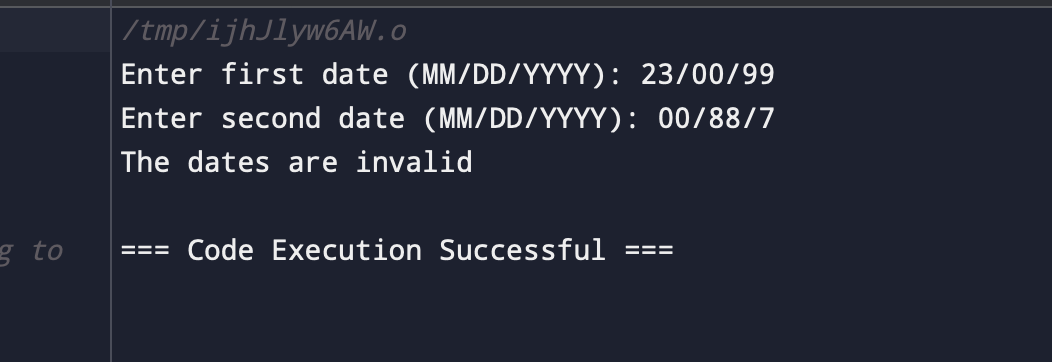 /tmp/ijhJlyw6AW.o
Enter first date (MM/DD/YYYY): 23/00/99
Enter second date (MM/DD/YYYY): 00/88/7
The dates are invalid
g to
=== Code Execution Successful ===